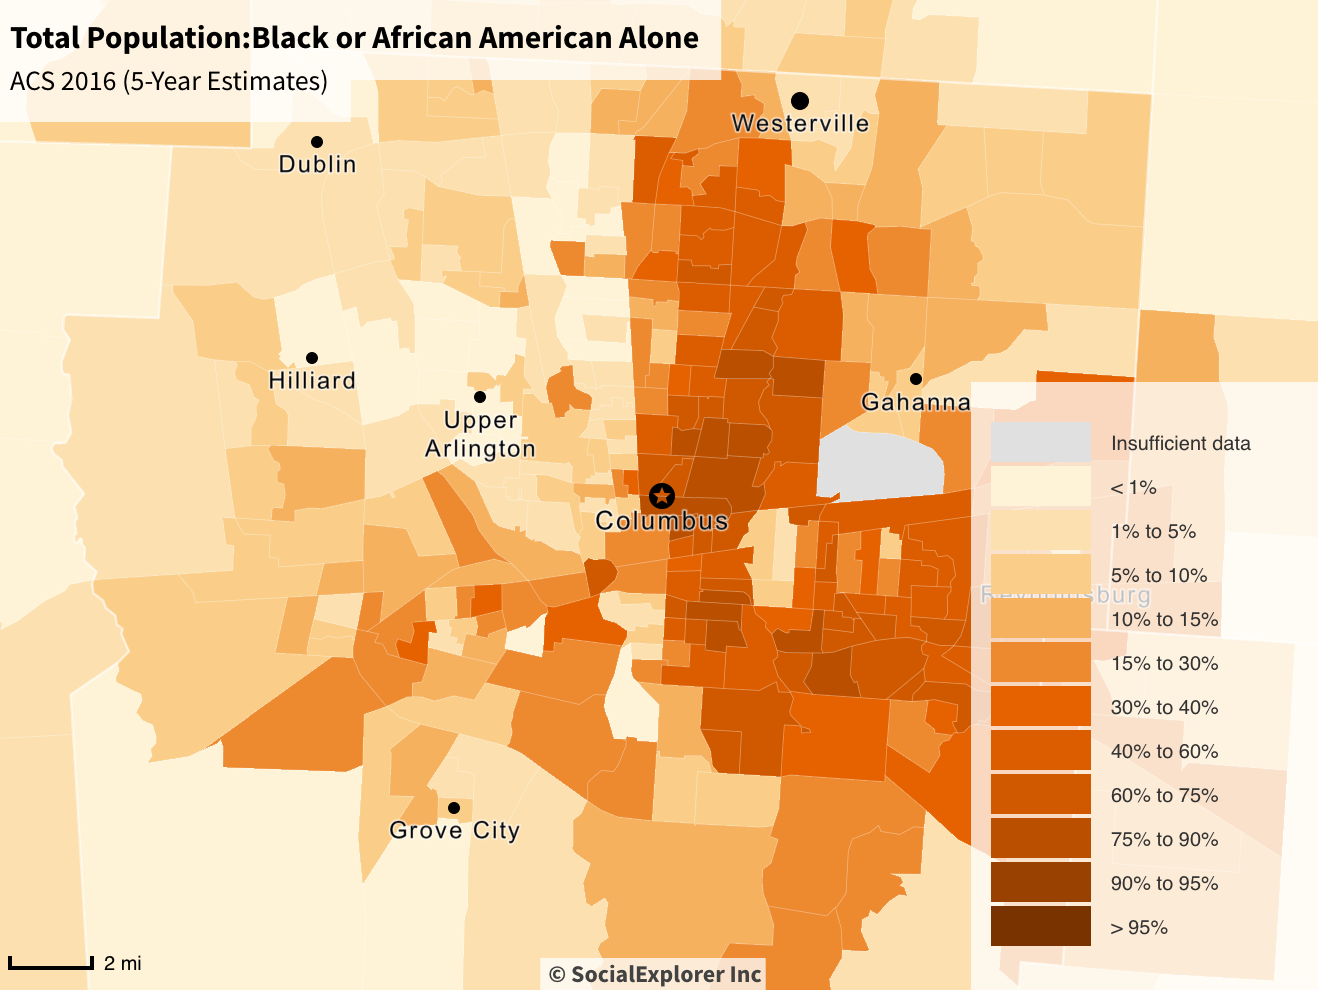 Total Population:Black or African American Alone
ACS 2016 (5-Year Estimates)
Westerville
Dublin
Hilliard
Gahanna
Upper
Arlington
Columbus
Reynoldsburg
Grove City
Insufficient data
< 1%
1% to 5%
5% to 10%
10% to 15%
15% to 30%
30% to 40%
40% to 60%
60% to 75%
75% to 90%
90% to 95%
> 95%
2 mi
© SocialExplorer Inc